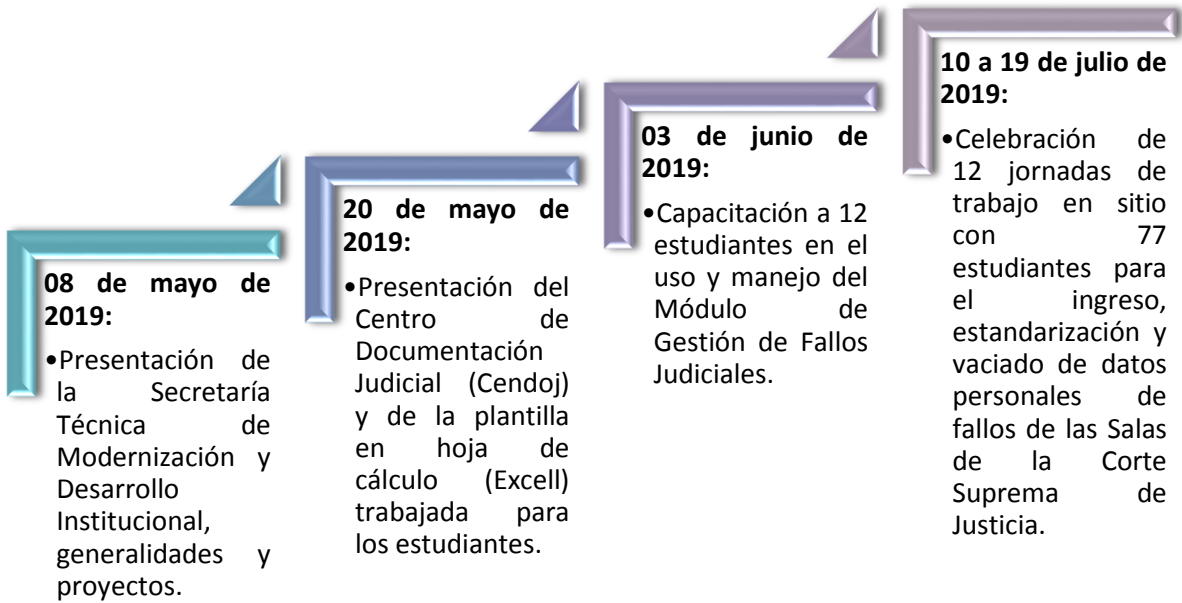 08 de mayo de
2019:
•Presentación de
la Secretaría
Técnica de
Modernización y
Desarrollo
Institucional,
generalidades y
proyectos.
20 de mayo de
2019:
•Presentación del
Centro de
Documentación
Judicial (Cendoj)
y de la plantilla
en hoja de
cálculo (Excell)
trabajada para
los estudiantes.
03 de junio de
2019:
•Capacitación a 12
estudiantes en el
uso y manejo del
Módulo de
Gestión de Fallos
Judiciales.
10 a 19 de julio de
2019:
•Celebración de
12 jornadas de
trabajo en sitio
con 77
estudiantes para
el ingreso,
estandarización y
vaciado de datos
personales de
fallos de las Salas
de la Corte
Suprema de
Justicia.